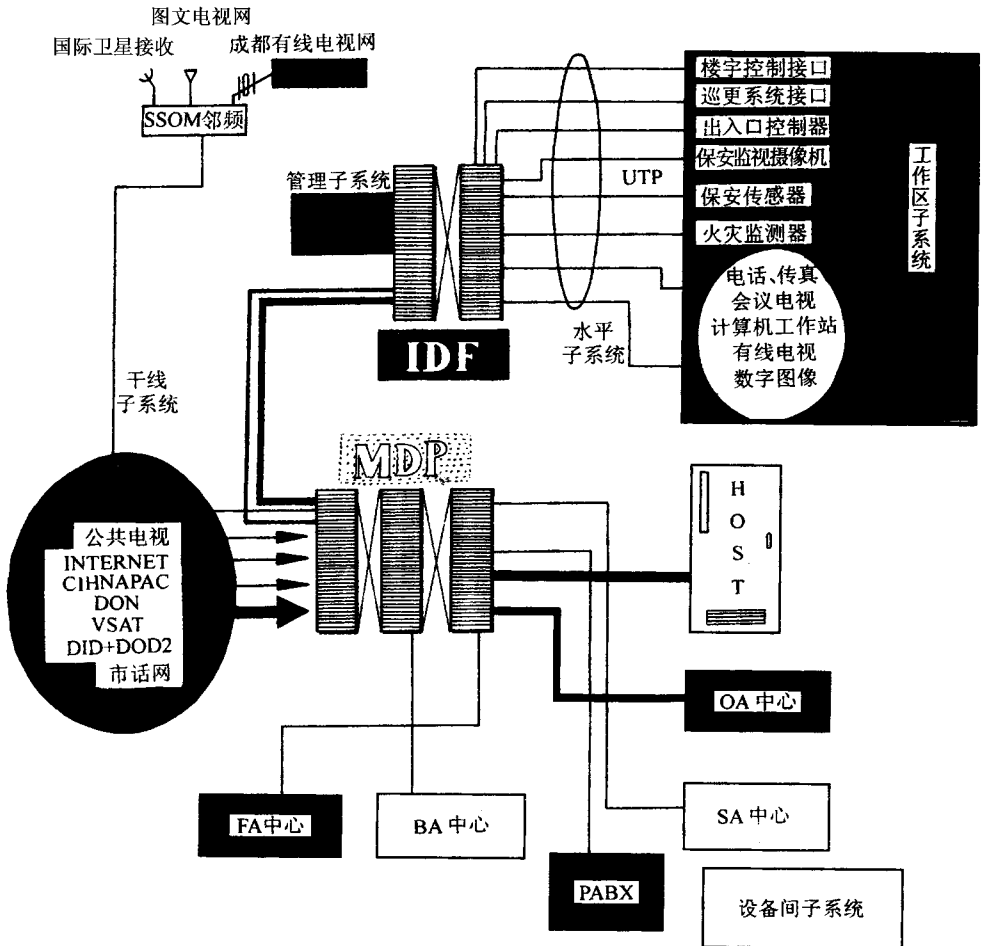 图文电视网
国际卫星接收
成都有线电视网
SSOM邻频
管理子系统
UTP
楼宇控制接口
巡更系统接口
出入口控制器
保安监视摄像机
保安传感器
火灾监测器
电话、传真
会议电视
计算机工作站
有线电视
数字图像
工作区子系统
水平
子系统
IDF
干线
子系统
MDP
公共电视
INTERNET
C1HNAPAC
DON
VSAT
DID+DOD2
市话网
HOST
OA 中心
FA中心
BA 中心
SA 中心
PABX
设备间子系统